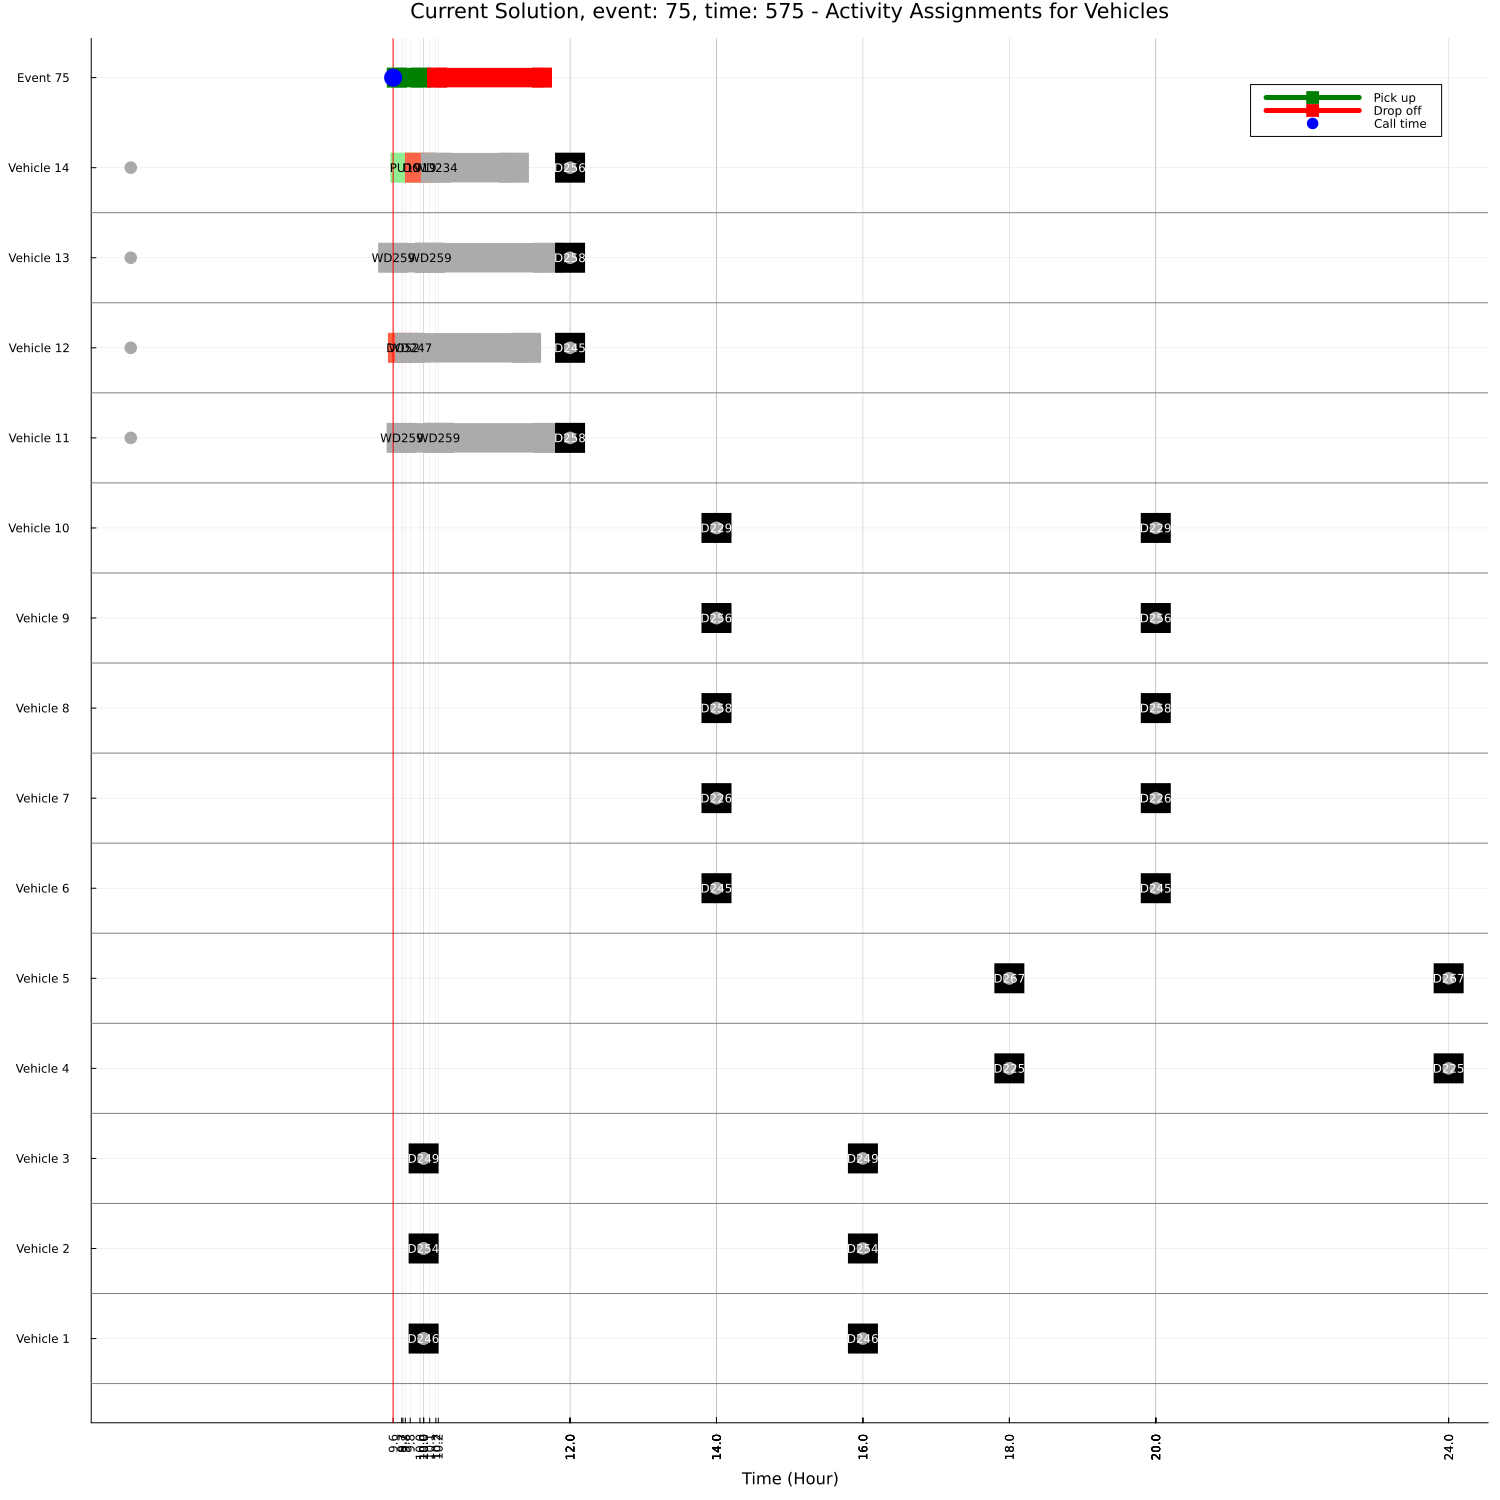 Current Solution, event: 75, time: 575 - Activity Assignments for Vehicles
Event 75
Pick up
Drop off
Call time
Vehicle 14
D256
Vehicle 13
WD259 WD259 D258
Vehicle 12
D245
Vehicle 11
WD259 WD259 D258
Vehicle 10
D229 D229
Vehicle 9
D256 D256
Vehicle 8
D258 D258
Vehicle 7
D226 D226
Vehicle 6
D245 D245
Vehicle 5
D267 D267
Vehicle 4
D225 D225
Vehicle 3
D249 D249
Vehicle 2
D254 D254
Vehicle 1
D246 D246
9.6 12.0 14.0 16.0 18.0 20.0 24.0
Time (Hour)